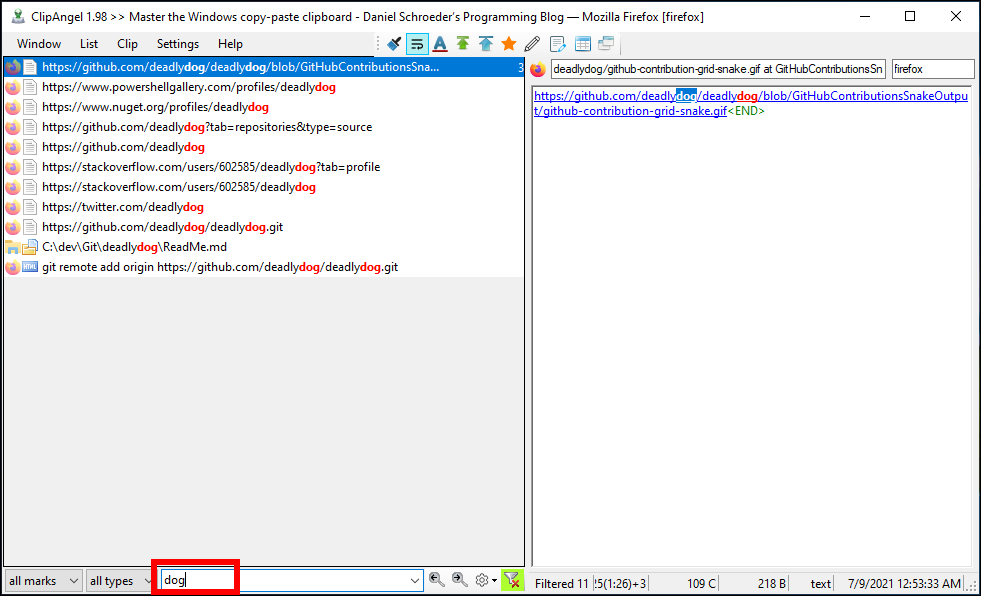 ClipAngel 1.98 >> Master the Windows copy-paste clipboard - Daniel Schroeder's Programming Blog — Mozilla Firefox [firefox]
Window List Clip Settings Help
https://github.com/deadlydog/deadlydog/blob/GitHubContributionsSna... 3
https://www.powershellgallery.com/profiles/deadlydog
https://www.nuget.org/profiles/deadlydog
https://github.com/deadlydog?tab=repositories&type=source
https://github.com/deadlydog
https://stackoverflow.com/users/602585/deadlydog?tab=profile
https://stackoverflow.com/users/602585/deadlydog
https://twitter.com/deadlydog
https://github.com/deadlydog/deadlydog.git
C:\dev\Git\deadlydog\ReadMe.md
HTML git remote add origin https://github.com/deadlydog/deadlydog.git
deadlydog/github-contribution-grid-snake.gif at GitHubContributionsSn firefox
https://github.com/deadlydog/deadlydog/blob/GitHubContributionsSnakeOutpu
t/github-contribution-grid-snake.gif<END>
all marks all types dog
Filtered 11 !5(1:26)+3 109 C 218 B text 7/9/2021 12:53:33 AM